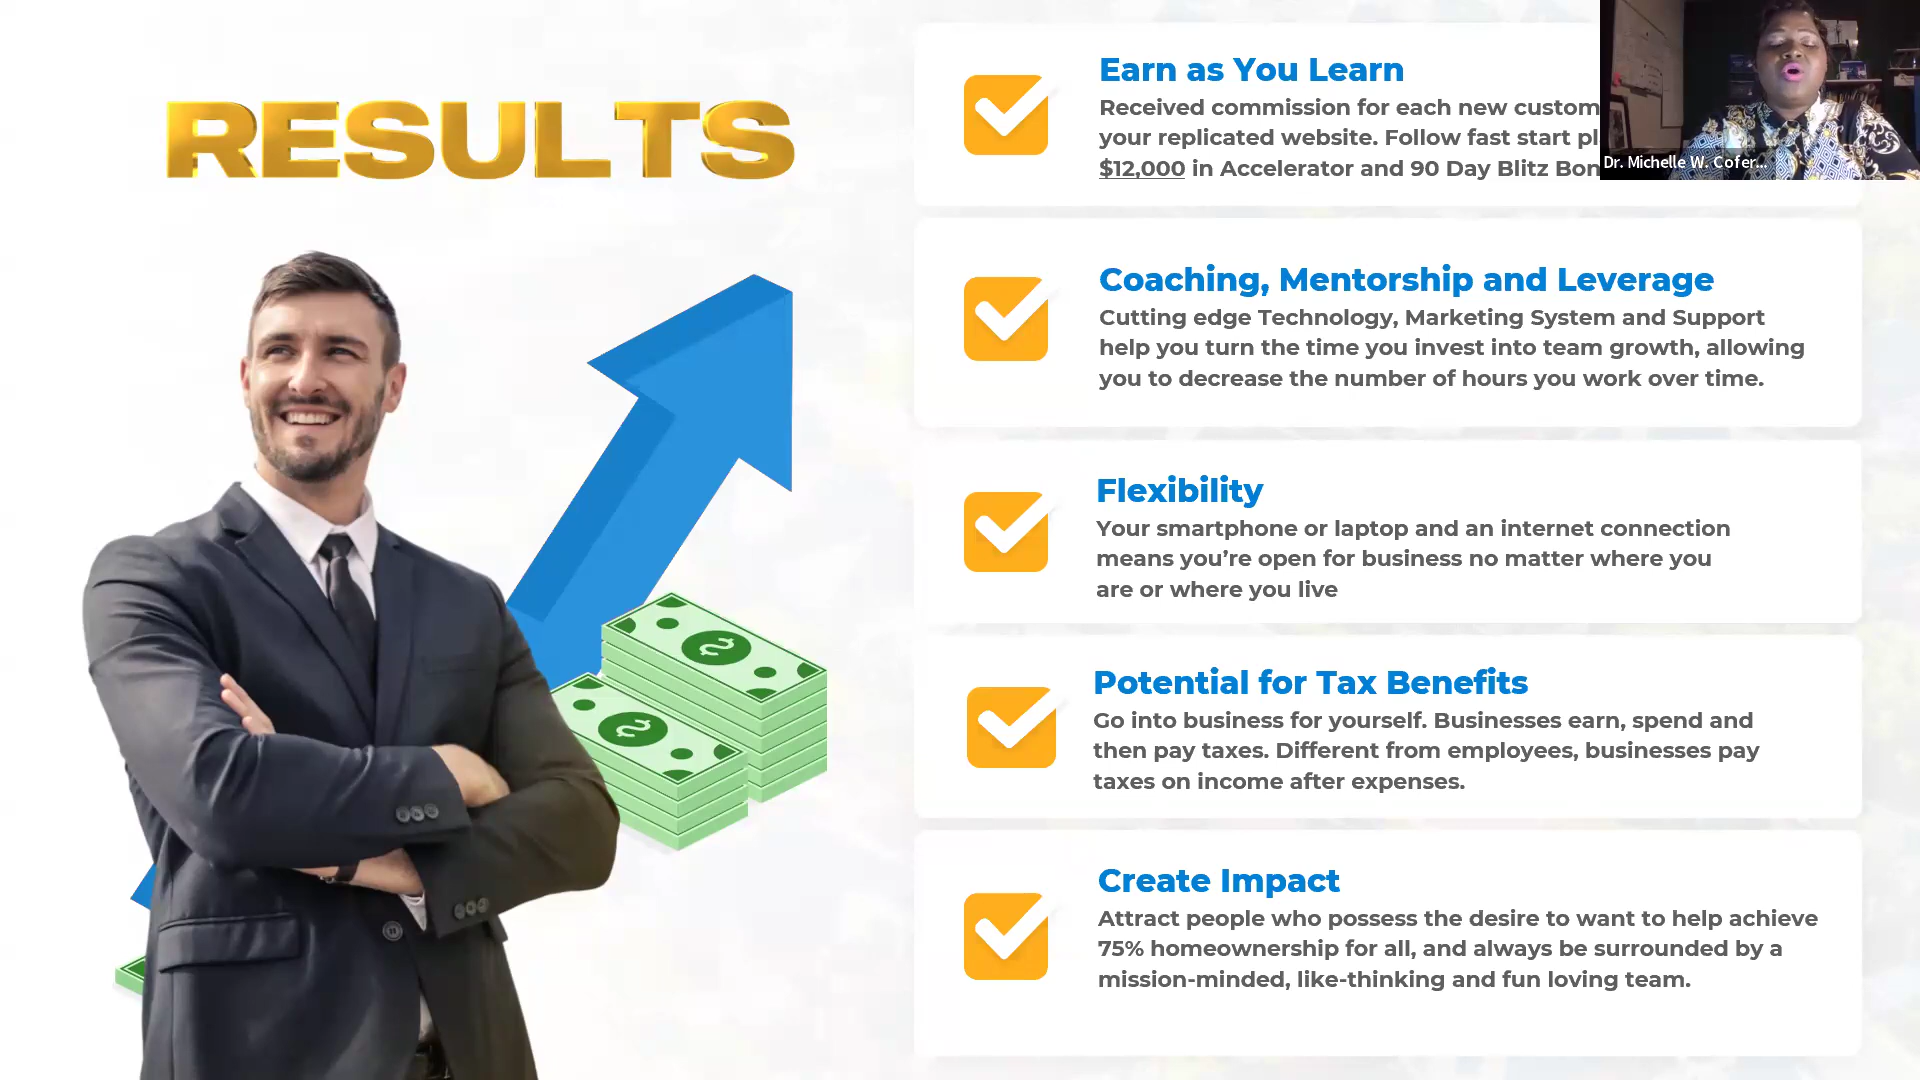 RESULTS
Earn as You Learn
Received commission for each new custom
your replicated website. Follow fast start pl
$12,000 in Accelerator and 90 Day Blitz Bon
Dr. Michelle W. Cofer...
Coaching, Mentorship and Leverage
Cutting edge Technology, Marketing System and Support
help you turn the time you invest into team growth, allowing
you to decrease the number of hours you work over time.
Flexibility
Your smartphone or laptop and an internet connection
means you’re open for business no matter where you
are or where you live
Potential for Tax Benefits
Go into business for yourself. Businesses earn, spend and
then pay taxes. Different from employees, businesses pay
taxes on income after expenses.
Create Impact
Attract people who possess the desire to want to help achieve
75% homeownership for all, and always be surrounded by a
mission-minded, like-thinking and fun loving team.